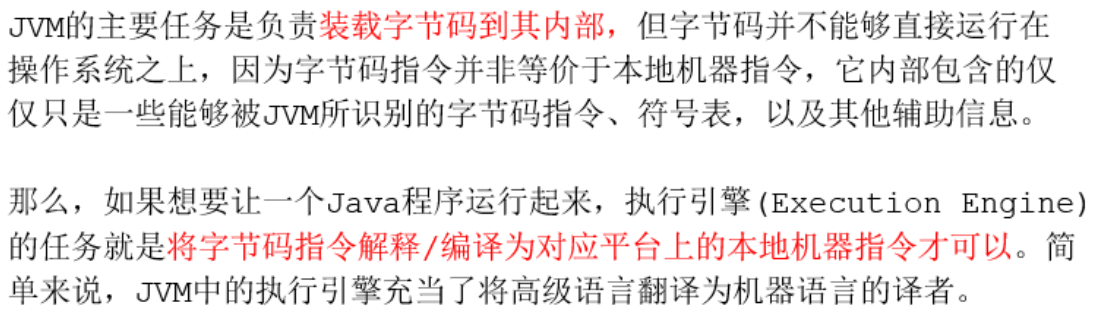 JVM的主要任务是负责装载字节码到其内部，但字节码并不能够直接运行在
操作系统之上，因为字节码指令并非等价于本地机器指令，它内部包含的仅
仅只是一些能够被JVM所识别的字节码指令、符号表，以及其他辅助信息。
那么，如果想要让一个Java程序运行起来，执行引擎(Execution Engine)
的任务就是将字节码指令解释/编译为对应平台上的本地机器指令才可以。简
单来说，JVM中的执行引擎充当了将高级语言翻译为机器语言的译者。